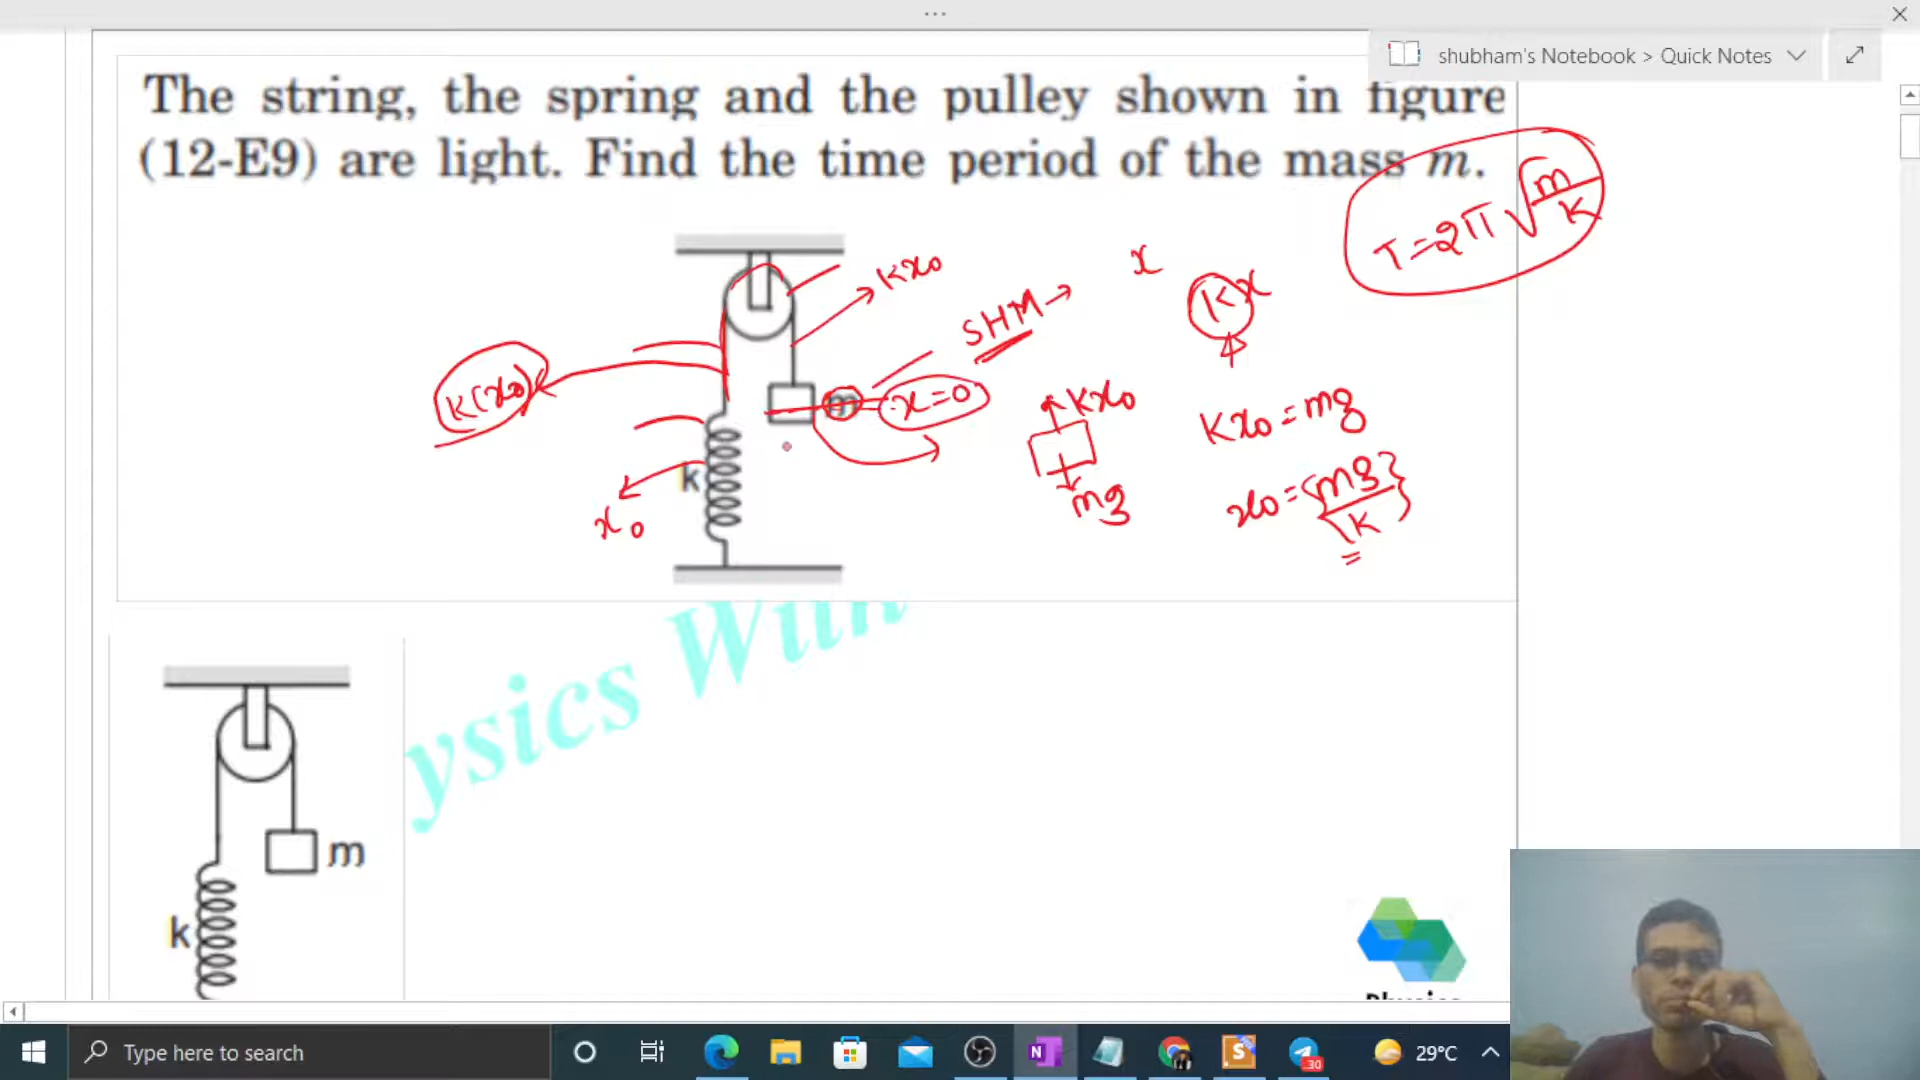 shubham's Notebook > Quick Notes
The string, the spring and the pulley shown in figure
(12-E9) are light. Find the time period of the mass m.
T=2π√m/k
kx₀
x
kx
SHM→
k(x₀)
m
x=0
kx₀
kx₀=mg
k
mg
x₀={mg/k}
x₀
ysics With
m
k
Type here to search
30
29°C